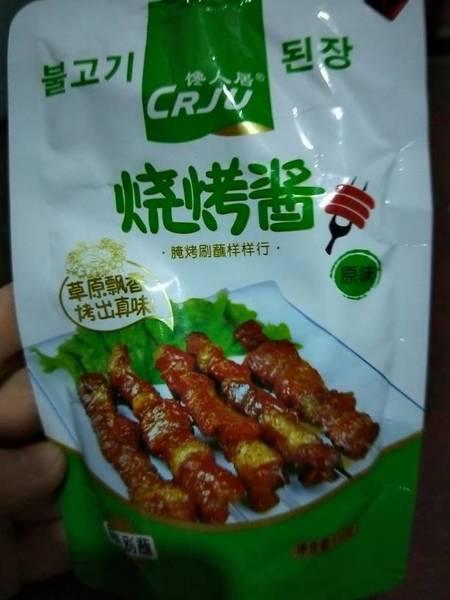 불고기 된장
馋人居®
CRJU
烧烤酱
·腌烤刷蘸样样行·
原味
草原飘香
烤出真味